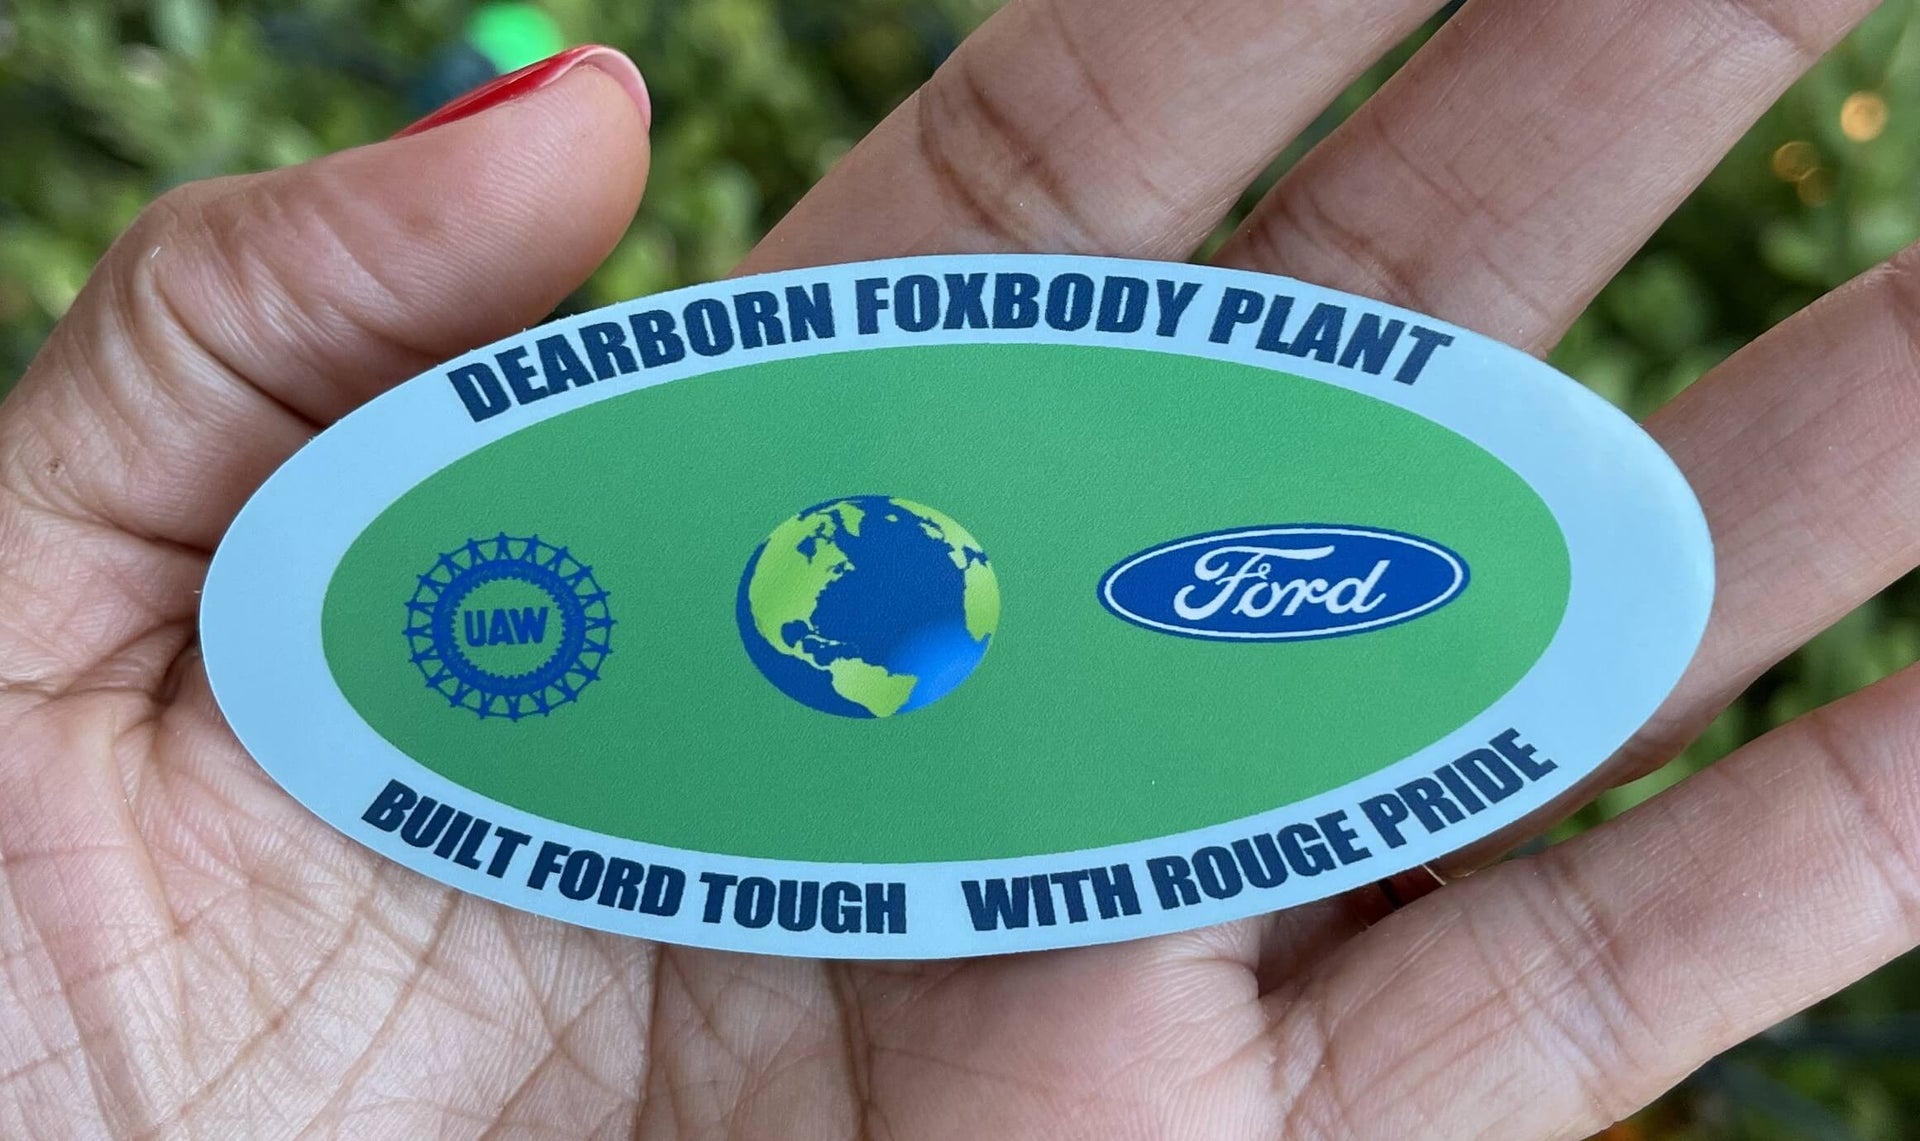 DEARBORN FOXBODY PLANT
UAW
Ford
BUILT FORD TOUGH WITH ROUGE PRIDE